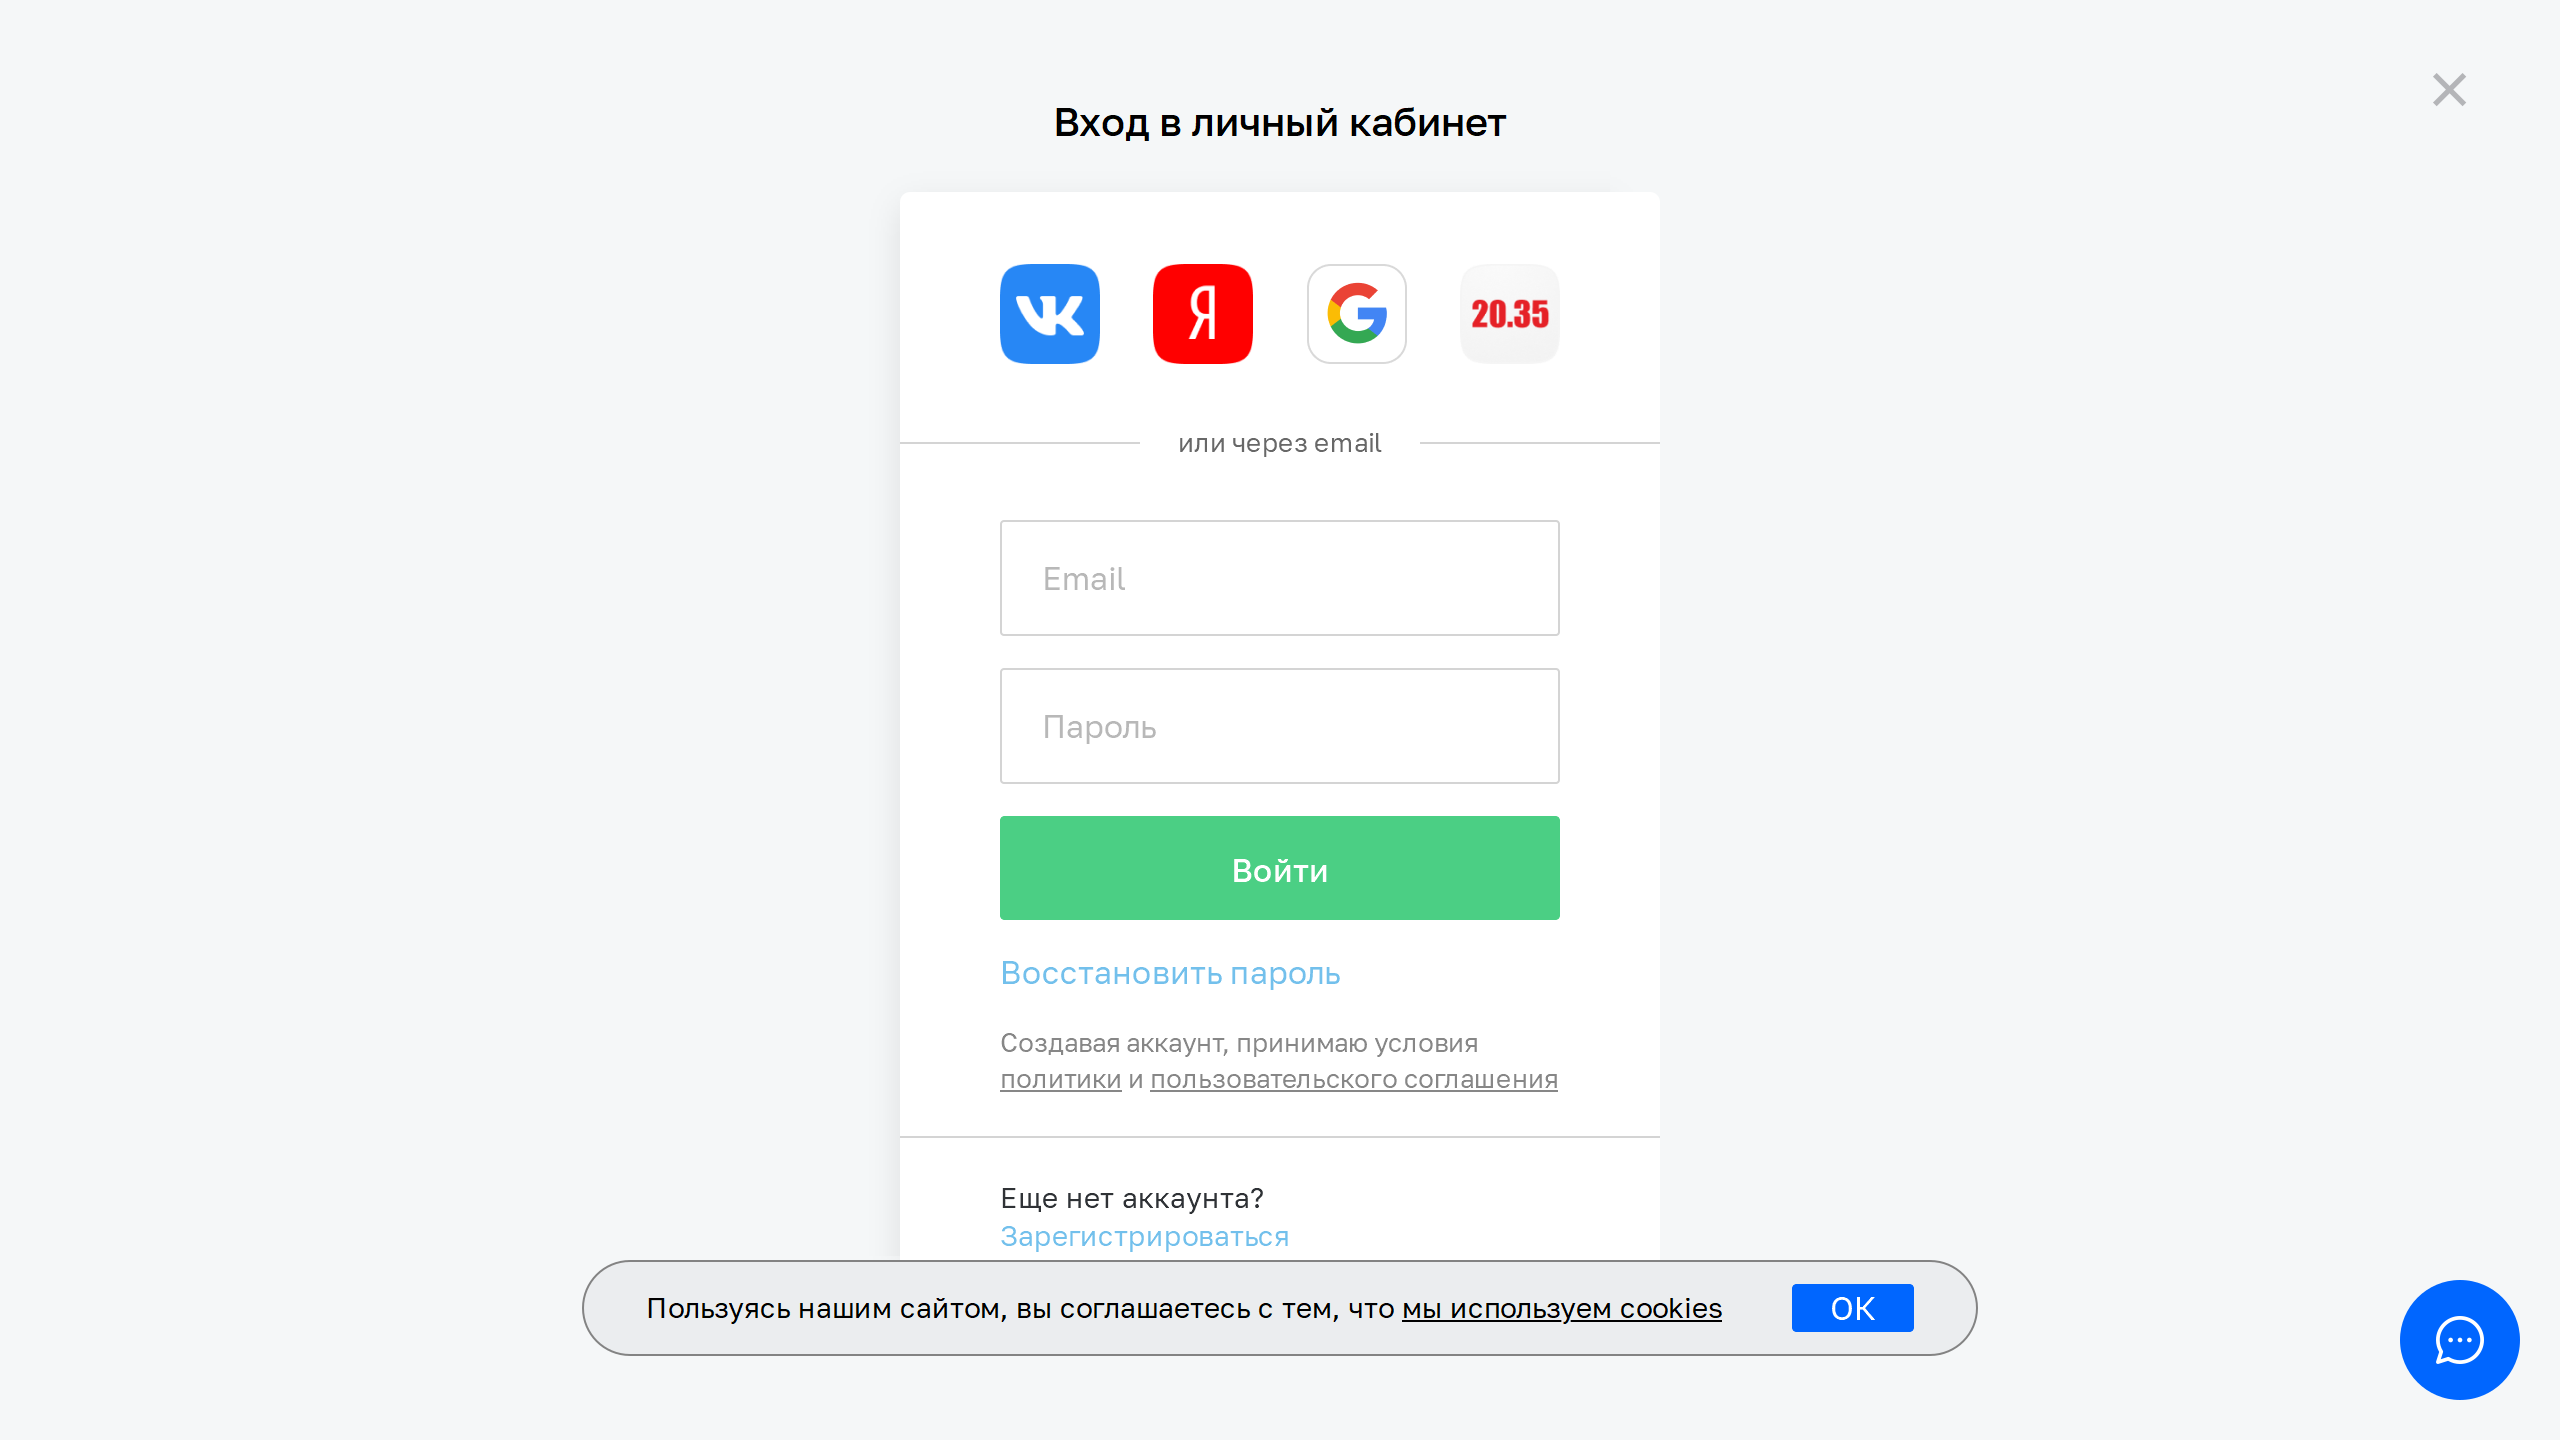 Вход в личный кабинет
20.35
или через email
Email
Пароль
Войти
Восстановить пароль
Создавая аккаунт, принимаю условия
политики и пользовательского соглашения
Еще нет аккаунта?
Зарегистрироваться
Пользуясь нашим сайтом, вы соглашаетесь с тем, что мы используем cookies
OK